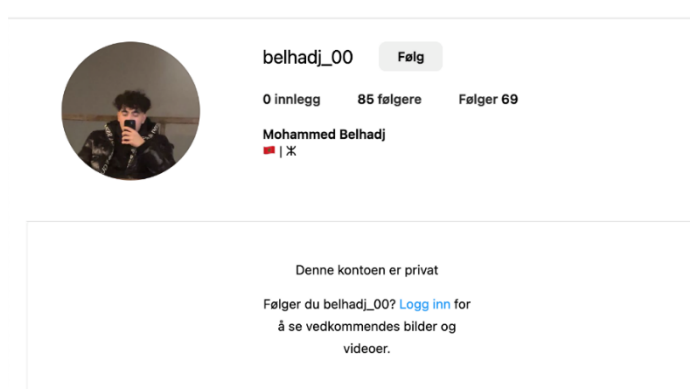 belhadj_00 Følg
0 innlegg 85 følgere Følger 69
Mohammed Belhadj
🇲🇦 | ⵣ
Denne kontoen er privat
Følger du belhadj_00? Logg inn for
å se vedkommendes bilder og
videoer.